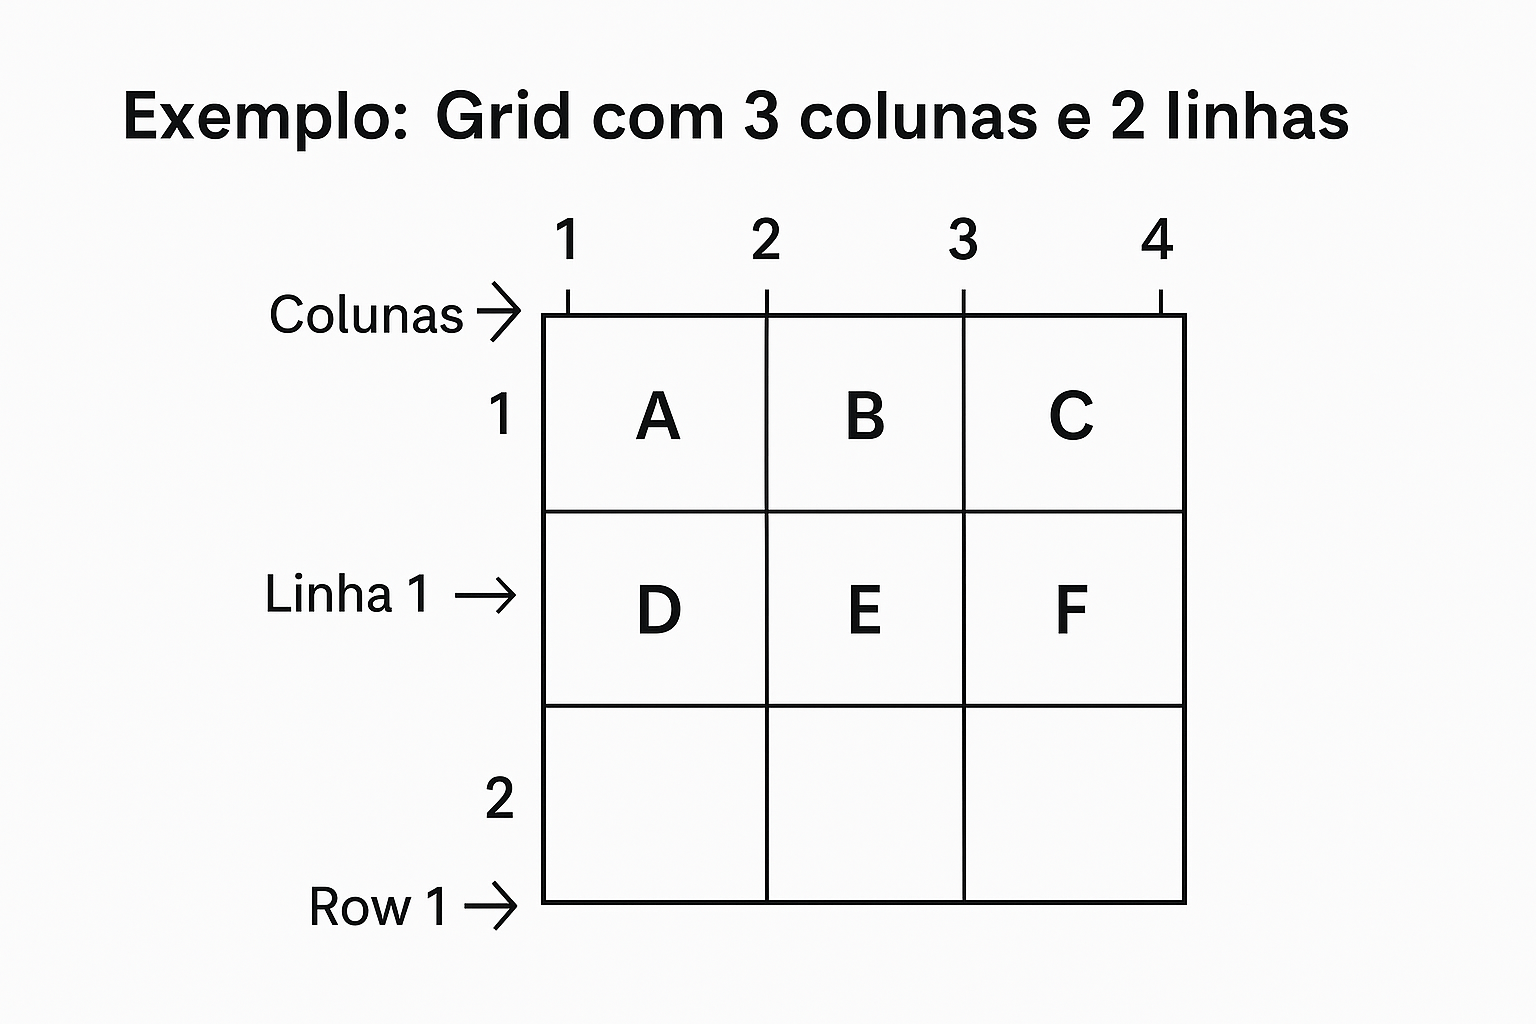 Exemplo: Grid com 3 colunas e 2 linhas
1 2 3 4
Colunas →
1 A B C
Linha 1 → D E F
2
Row 1 →